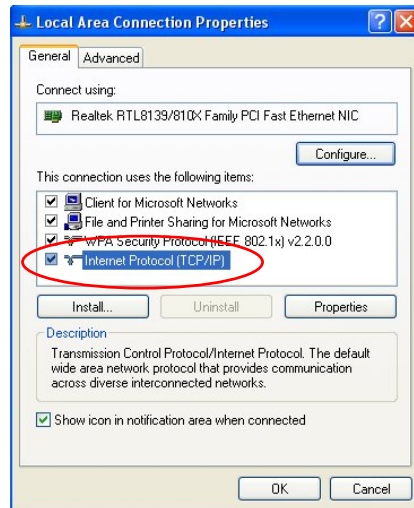 Local Area Connection Properties
General Advanced
Connect using:
Realtek RTL8139/810X Family PCI Fast Ethernet NIC
Configure...
This connection uses the following items:
Client for Microsoft Networks
File and Printer Sharing for Microsoft Networks
WPA Security Protocol (IEEE 802.1x) v2.2.0.0
Internet Protocol (TCP/IP)
Install... Uninstall Properties
Description
Transmission Control Protocol/Internet Protocol. The default
wide area network protocol that provides communication
across diverse interconnected networks.
Show icon in notification area when connected
OK Cancel